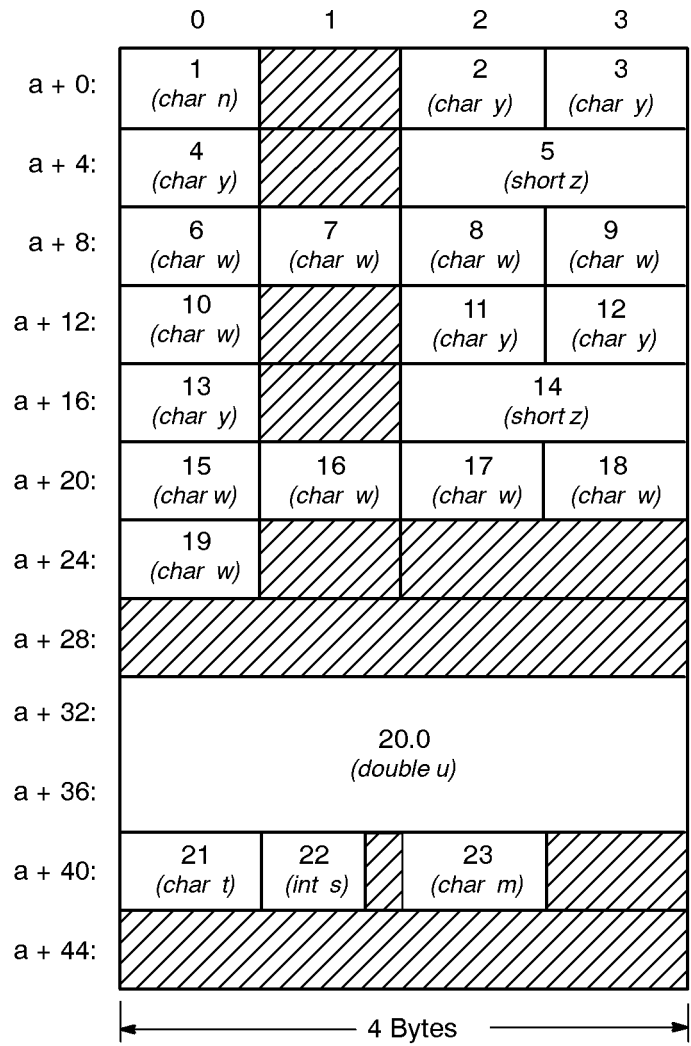 0 1 2 3
a + 0: 1 2 3
(char n) (char y) (char y)
a + 4: 4 5
(char y) (short z)
a + 8: 6 7 8 9
(char w) (char w) (char w) (char w)
a + 12: 10 11 12
(char w) (char y) (char y)
a + 16: 13 14
(char y) (short z)
a + 20: 15 16 17 18
(char w) (char w) (char w) (char w)
a + 24: 19
(char w)
a + 28:
a + 32:
20.0
(double u)
a + 36:
a + 40: 21 22 23
(char t) (int s) (char m)
a + 44:
4 Bytes